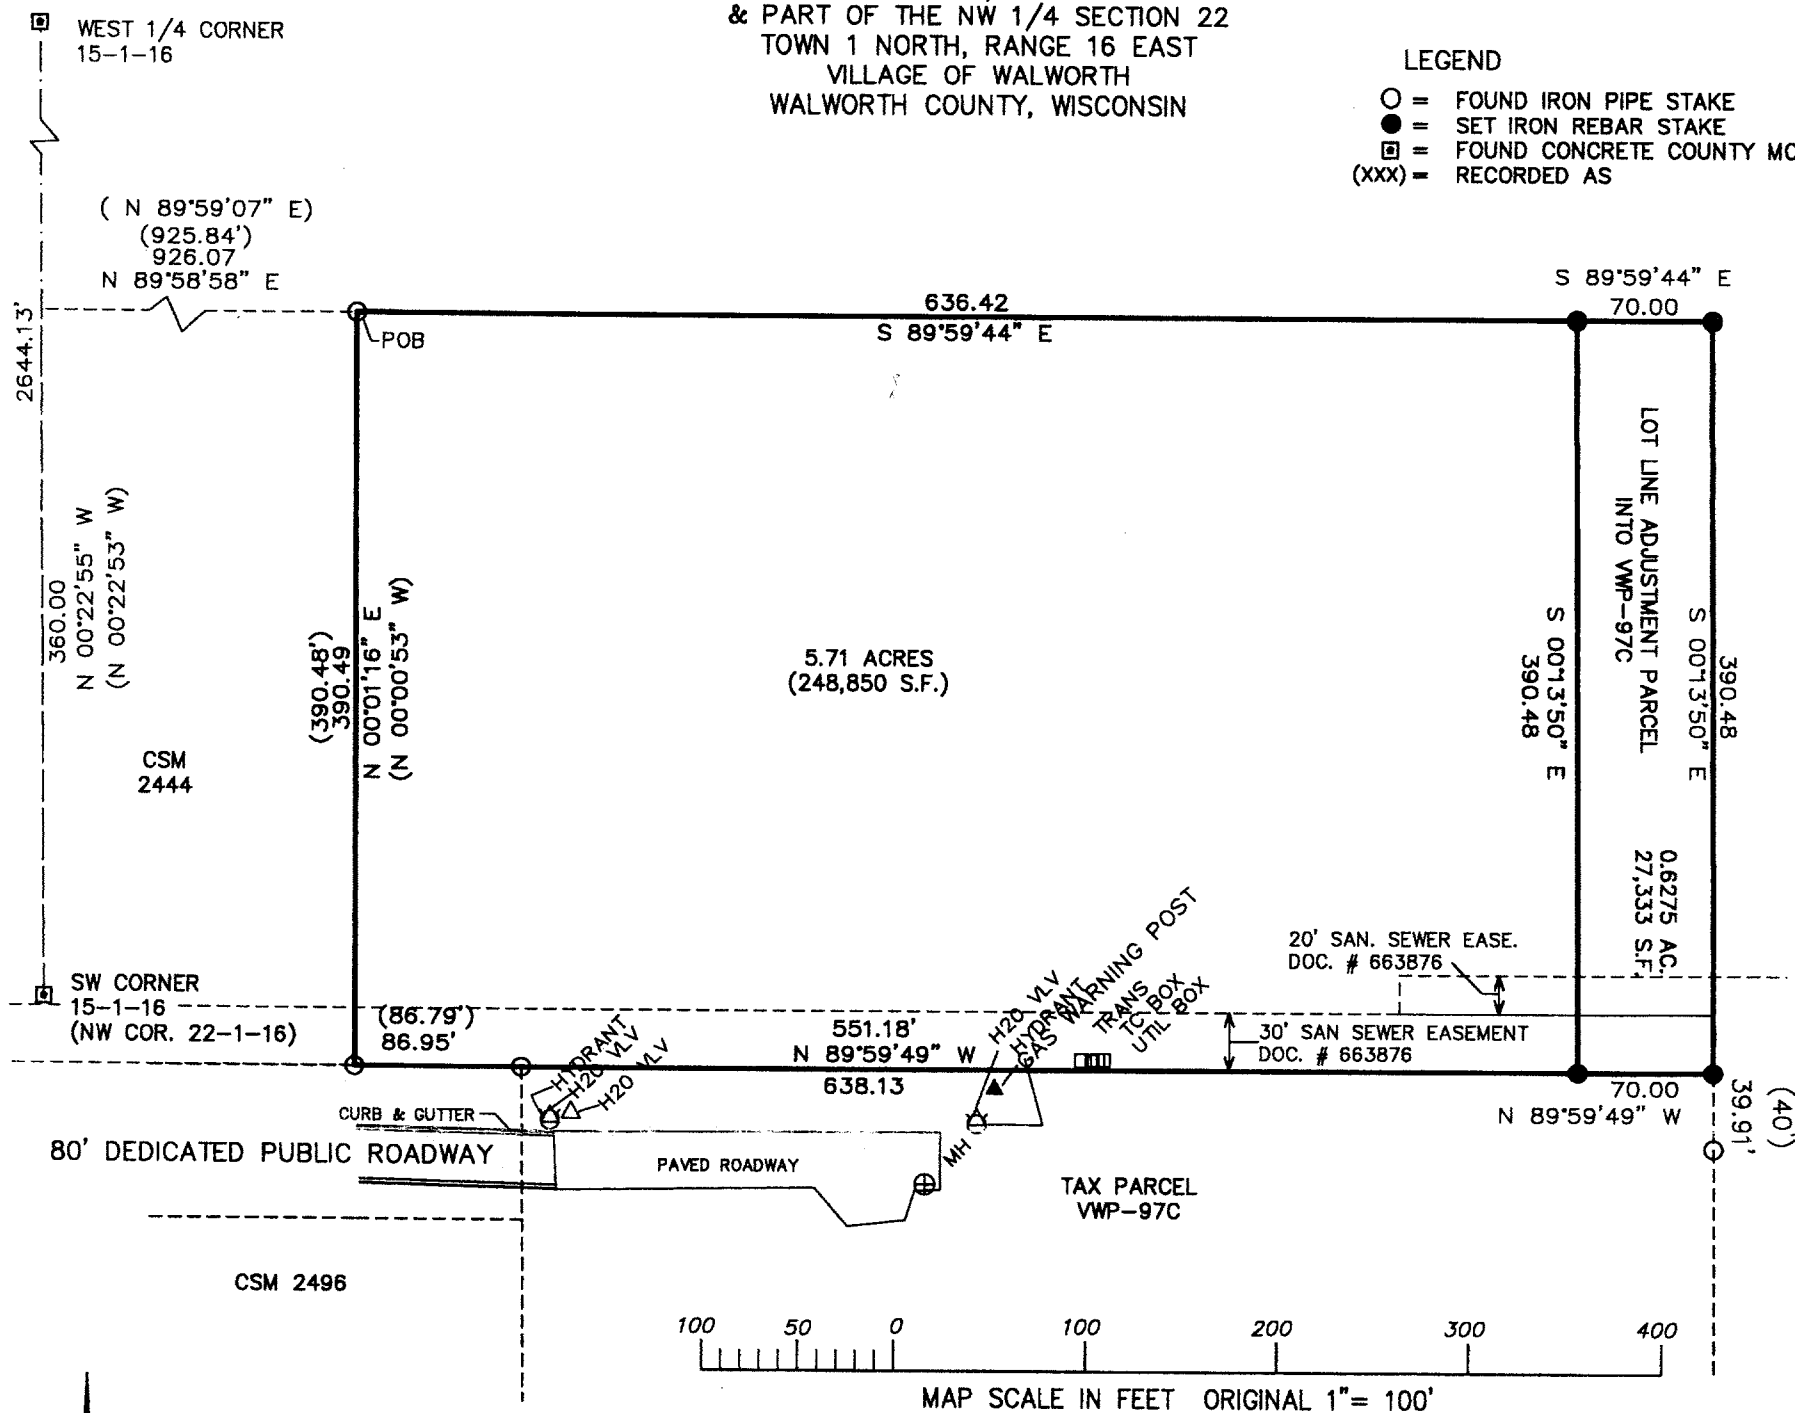 & PART OF THE NW 1/4 SECTION 22
TOWN 1 NORTH, RANGE 16 EAST
VILLAGE OF WALWORTH
WALWORTH COUNTY, WISCONSIN
WEST 1/4 CORNER
15-1-16
LEGEND
= FOUND IRON PIPE STAKE
= SET IRON REBAR STAKE
= FOUND CONCRETE COUNTY
(XXX) = RECORDED AS
( N 89°59'07" E)
(925.84')
926.07
N 89°58'58" E
2644.13'
POB
636.42
S 89°59'44" E
S 89°59'44" E
70.00
360.00
N 00°22'55" W
(N 00°22'53" W)
(390.48')
390.49
N 00°01'16" E
(N 00°00'53" W)
CSM
2444
5.71 ACRES
(248,850 S.F.)
S 00°13'50" E
390.48
LOT LINE ADJUSTMENT PARCEL
INTO VWP-97C
S 00°13'50" E
390.48
0.6275 AC.
27,333 S.F.
20' SAN. SEWER EASE.
DOC. # 663876
30' SAN SEWER EASEMENT
DOC. # 663876
SW CORNER
15-1-16
(NW COR. 22-1-16)
(86.79')
86.95'
551.18'
N 89°59'49" W
638.13
HYDRANT
H20 VLV
H20 VLV
H20 VLV
HYDRANT
GAS WARNING POST
TRANS
TC BOX
UTIL BOX
70.00
N 89°59'49" W
39.91'
(40')
CURB & GUTTER
80' DEDICATED PUBLIC ROADWAY
PAVED ROADWAY
MH
TAX PARCEL
VWP-97C
CSM 2496
100 50 0 100 200 300 400
MAP SCALE IN FEET ORIGINAL 1"= 100'